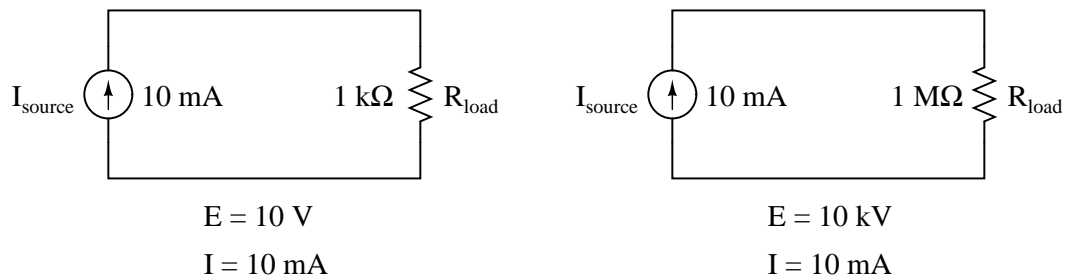 I_source 10 mA 1 kΩ R_load
E = 10 V
I = 10 mA
I_source 10 mA 1 MΩ R_load
E = 10 kV
I = 10 mA